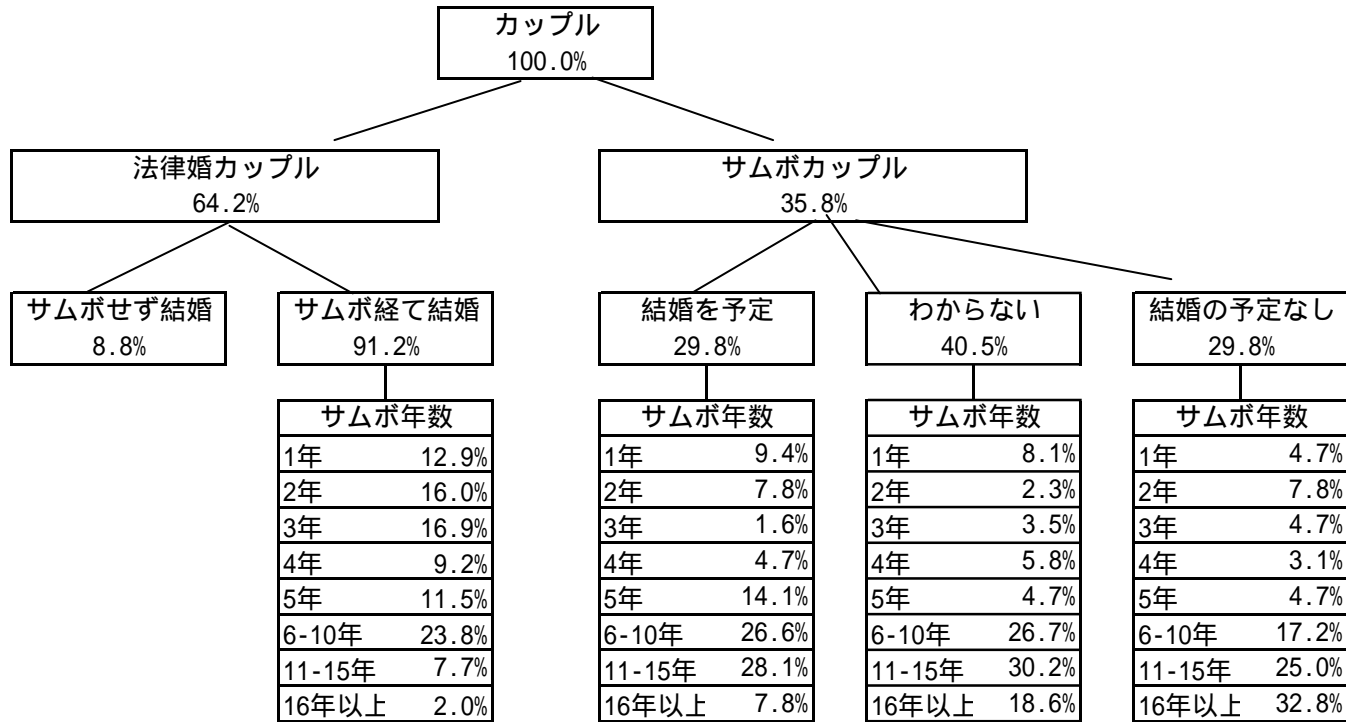 カップル
100.0%
法律婚カップル
64.2%
サムボカップル
35.8%
サムボせず結婚
8.8%
サムボ経て結婚
91.2%
結婚を予定
29.8%
わからない
40.5%
結婚の予定なし
29.8%
サムボ年数
1年 12.9%
2年 16.0%
3年 16.9%
4年 9.2%
5年 11.5%
6-10年 23.8%
11-15年 7.7%
16年以上 2.0%
サムボ年数
1年 9.4%
2年 7.8%
3年 1.6%
4年 4.7%
5年 14.1%
6-10年 26.6%
11-15年 28.1%
16年以上 7.8%
サムボ年数
1年 8.1%
2年 2.3%
3年 3.5%
4年 5.8%
5年 4.7%
6-10年 26.7%
11-15年 30.2%
16年以上 18.6%
サムボ年数
1年 4.7%
2年 7.8%
3年 4.7%
4年 3.1%
5年 4.7%
6-10年 17.2%
11-15年 25.0%
16年以上 32.8%